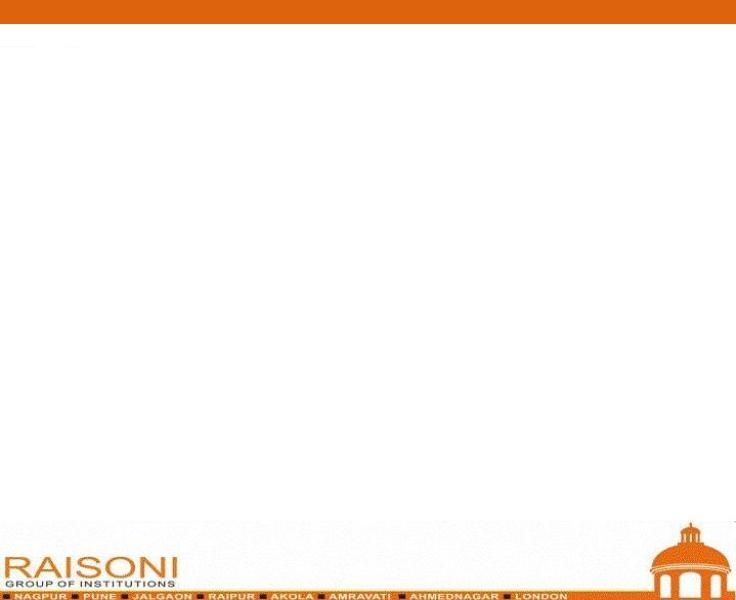 RAISONI
GROUP OF INSTITUTIONS
■ NAGPUR ■ PUNE ■ JALGAON ■ RAIPUR ■ AKOLA ■ AMRAVATI ■ AHMEDNAGAR ■ LONDON